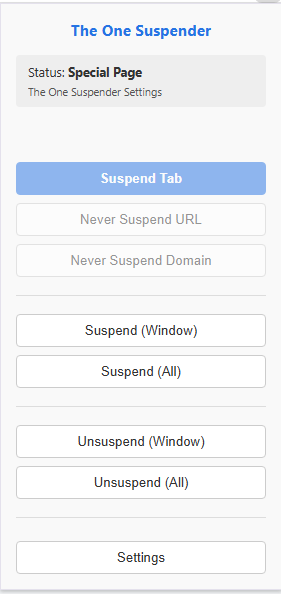 The One Suspender
Status: Special Page
The One Suspender Settings
Suspend Tab
Never Suspend URL
Never Suspend Domain
Suspend (Window)
Suspend (All)
Unsuspend (Window)
Unsuspend (All)
Settings